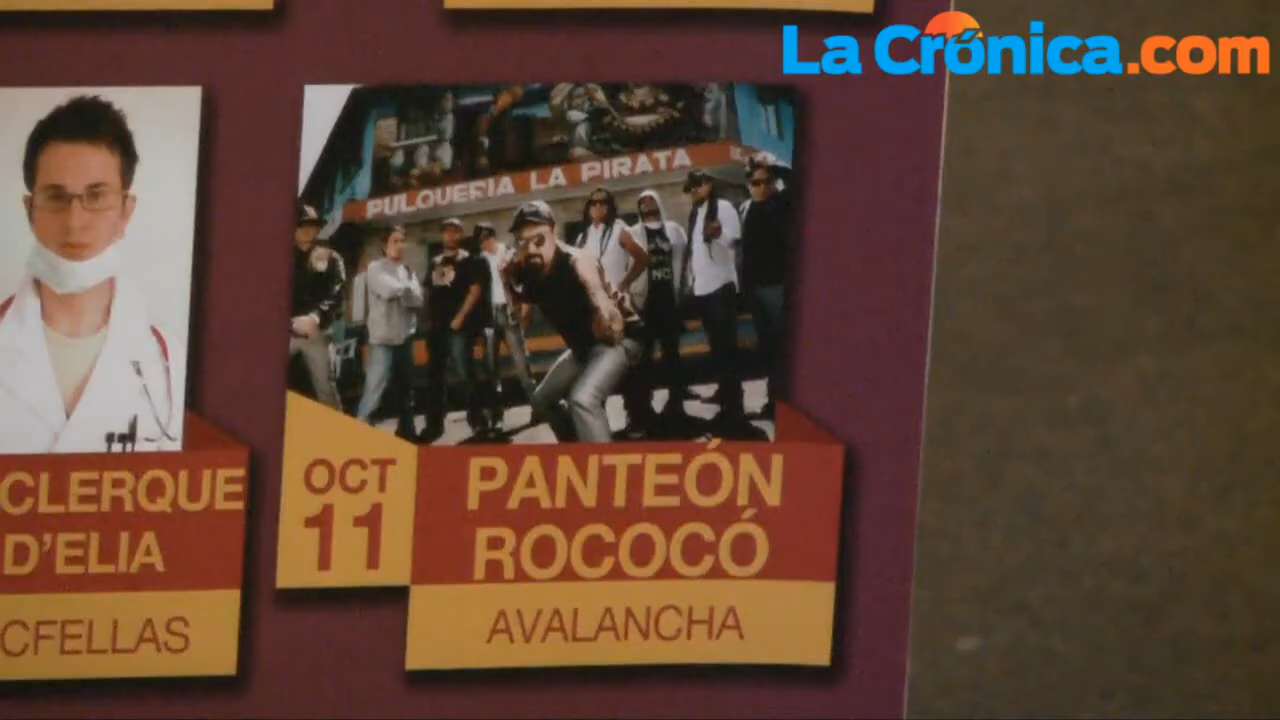 La Crónica.com
PULQUERIA LA PIRATA
CLERQUE
D'ELIA
CFELLAS
OCT
11
PANTEÓN
ROCOCÓ
AVALANCHA